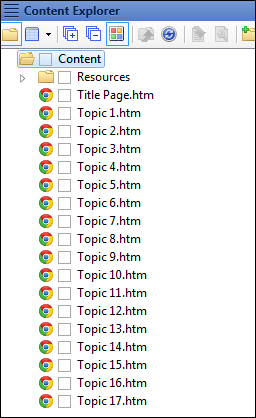 Content Explorer
Content
Resources
Title Page.htm
Topic 1.htm
Topic 2.htm
Topic 3.htm
Topic 4.htm
Topic 5.htm
Topic 6.htm
Topic 7.htm
Topic 8.htm
Topic 9.htm
Topic 10.htm
Topic 11.htm
Topic 12.htm
Topic 13.htm
Topic 14.htm
Topic 15.htm
Topic 16.htm
Topic 17.htm